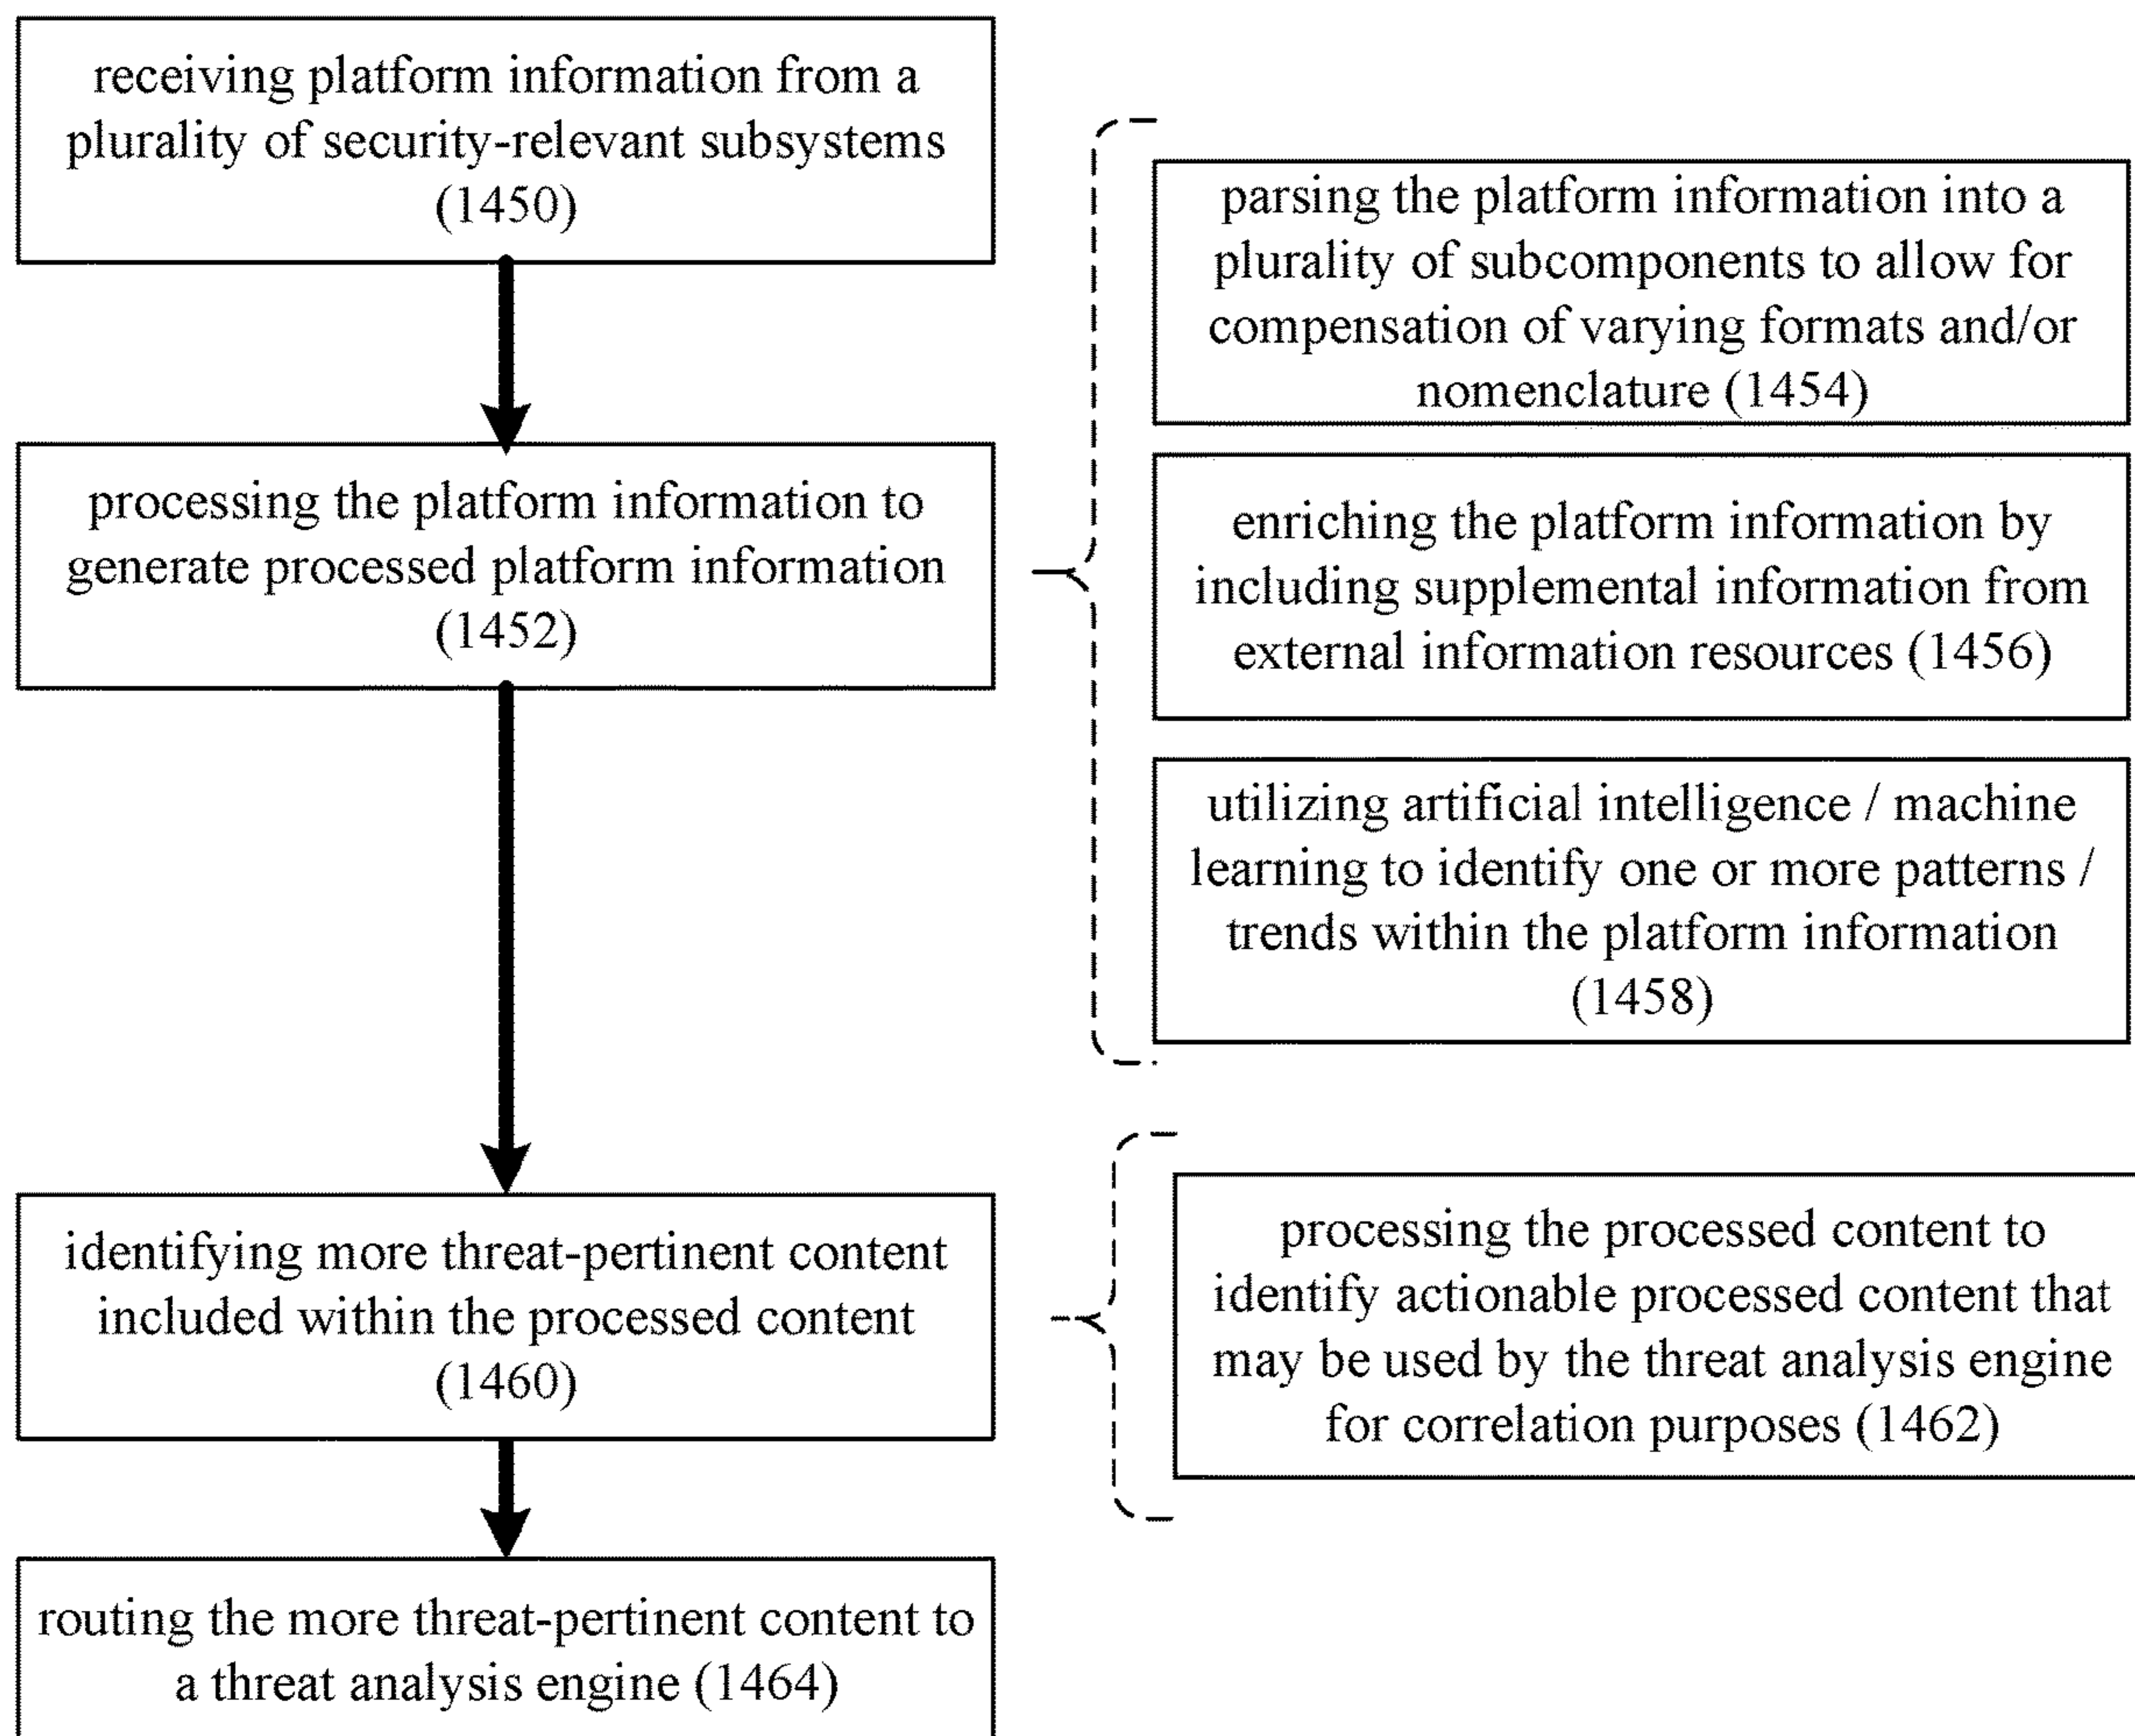 receiving platform information from a
plurality of security-relevant subsystems
(1450)
processing the platform information to
generate processed platform information
(1452)
parsing the platform information into a
plurality of subcomponents to allow for
compensation of varying formats and/or
nomenclature (1454)
enriching the platform information by
including supplemental information from
external information resources (1456)
utilizing artificial intelligence / machine
learning to identify one or more patterns /
trends within the platform information
(1458)
identifying more threat-pertinent content
included within the processed content
(1460)
processing the processed content to
identify actionable processed content that
may be used by the threat analysis engine
for correlation purposes (1462)
routing the more threat-pertinent content to
a threat analysis engine (1464)